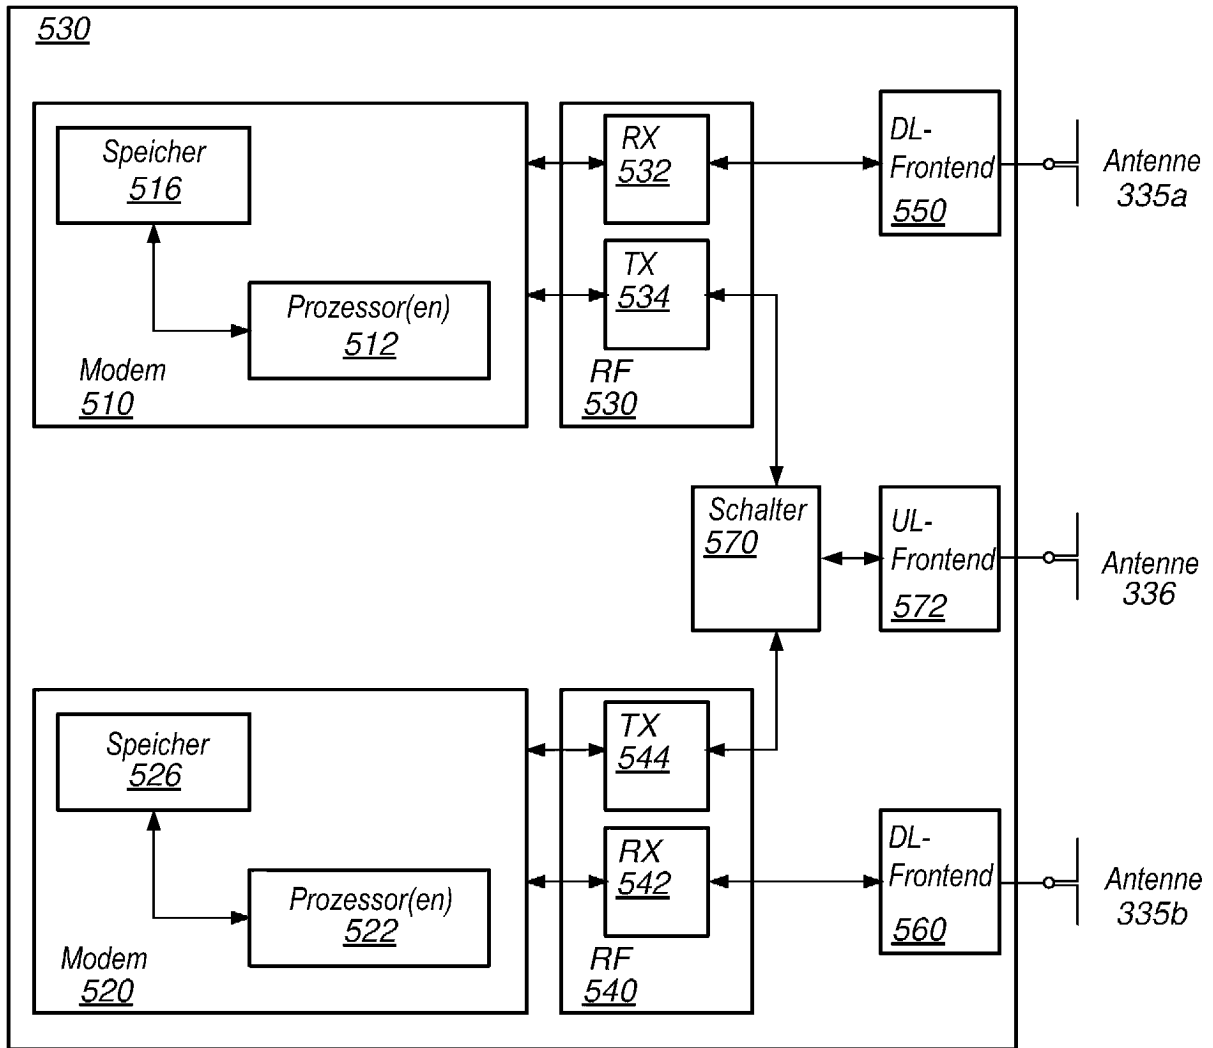 530
Speicher
516
Prozessor(en)
512
Modem
510
RX
532
TX
534
RF
530
DL-
Frontend
550
Antenne
335a
Schalter
570
UL-
Frontend
572
Antenne
336
Speicher
526
Prozessor(en)
522
Modem
520
TX
544
RX
542
RF
540
DL-
Frontend
560
Antenne
335b